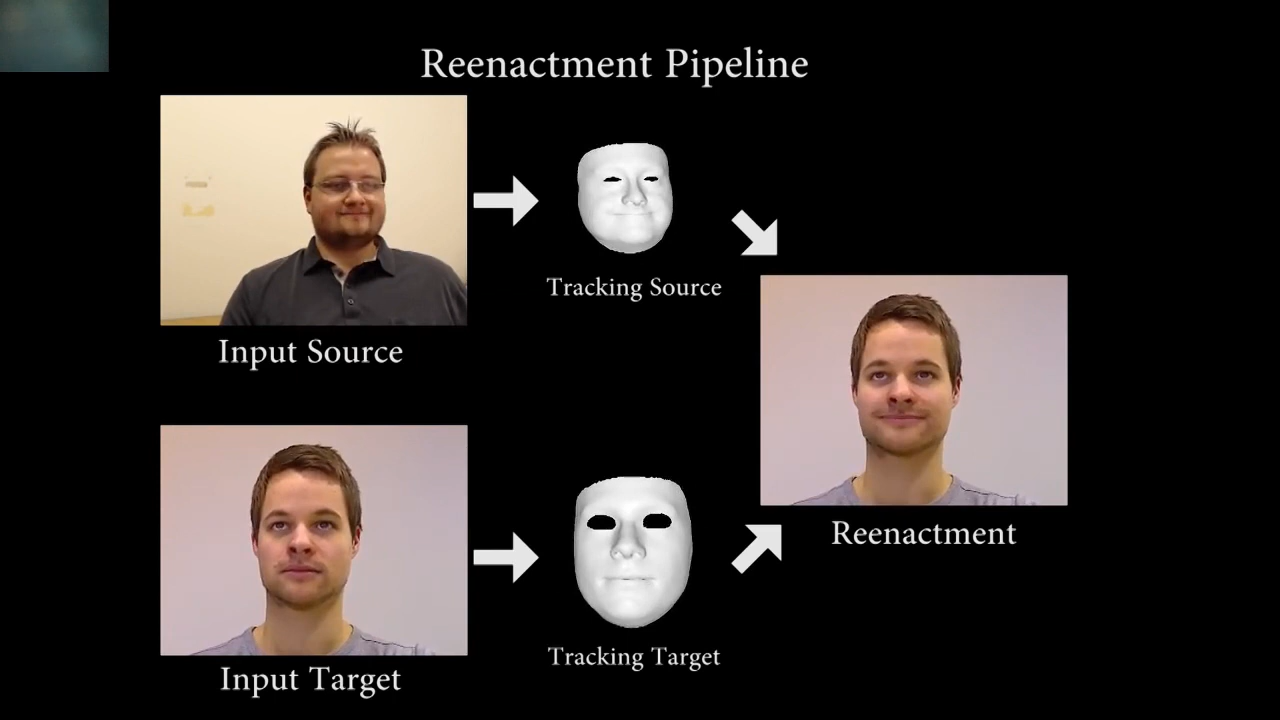 Reenactment Pipeline
Input Source
Tracking Source
Reenactment
Input Target
Tracking Target